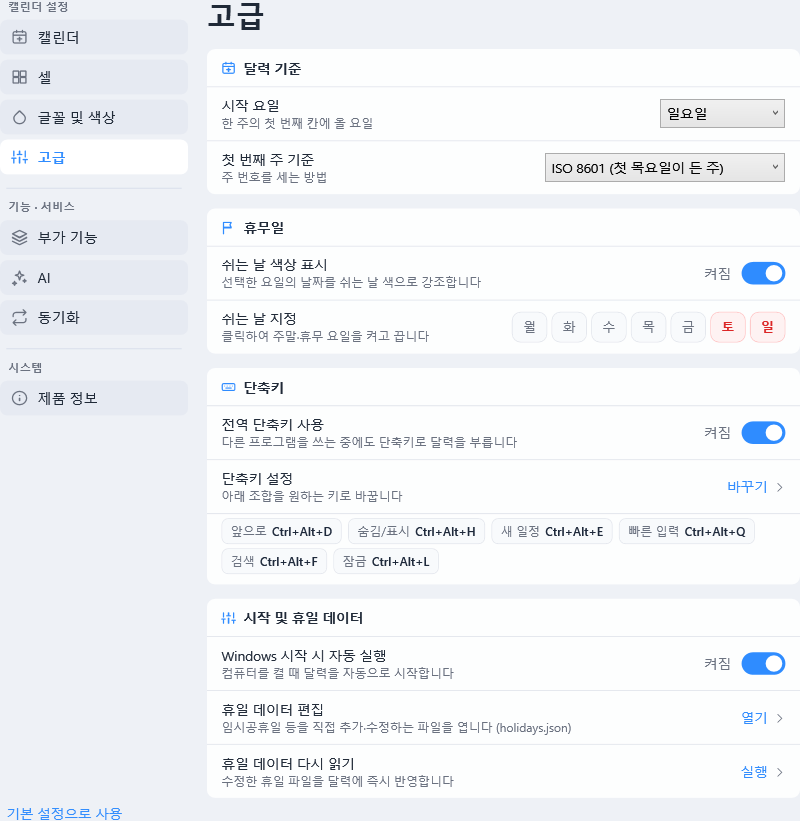 캘린더 설정
캘린더
셀
글꼴 및 색상
고급
기능 · 서비스
부가 기능
AI
동기화
시스템
제품 정보
기본 설정으로 사용
고급
달력 기준
시작 요일
한 주의 첫 번째 칸에 올 요일
일요일
첫 번째 주 기준
주 번호를 세는 방법
ISO 8601 (첫 목요일이 든 주)
휴무일
쉬는 날 색상 표시
선택한 요일의 날짜를 쉬는 날 색으로 강조합니다
켜짐
쉬는 날 지정
클릭하여 주말·휴무 요일을 켜고 끕니다
월 화 수 목 금 토 일
단축키
전역 단축키 사용
다른 프로그램을 쓰는 중에도 단축키로 달력을 부릅니다
켜짐
단축키 설정
아래 조합을 원하는 키로 바꿉니다
바꾸기
앞으로 Ctrl+Alt+D 숨김/표시 Ctrl+Alt+H 새 일정 Ctrl+Alt+E 빠른 입력 Ctrl+Alt+Q
검색 Ctrl+Alt+F 잠금 Ctrl+Alt+L
시작 및 휴일 데이터
Windows 시작 시 자동 실행
컴퓨터를 켤 때 달력을 자동으로 시작합니다
켜짐
휴일 데이터 편집
임시공휴일 등을 직접 추가·수정하는 파일을 엽니다 (holidays.json)
열기
휴일 데이터 다시 읽기
수정한 휴일 파일을 달력에 즉시 반영합니다
실행